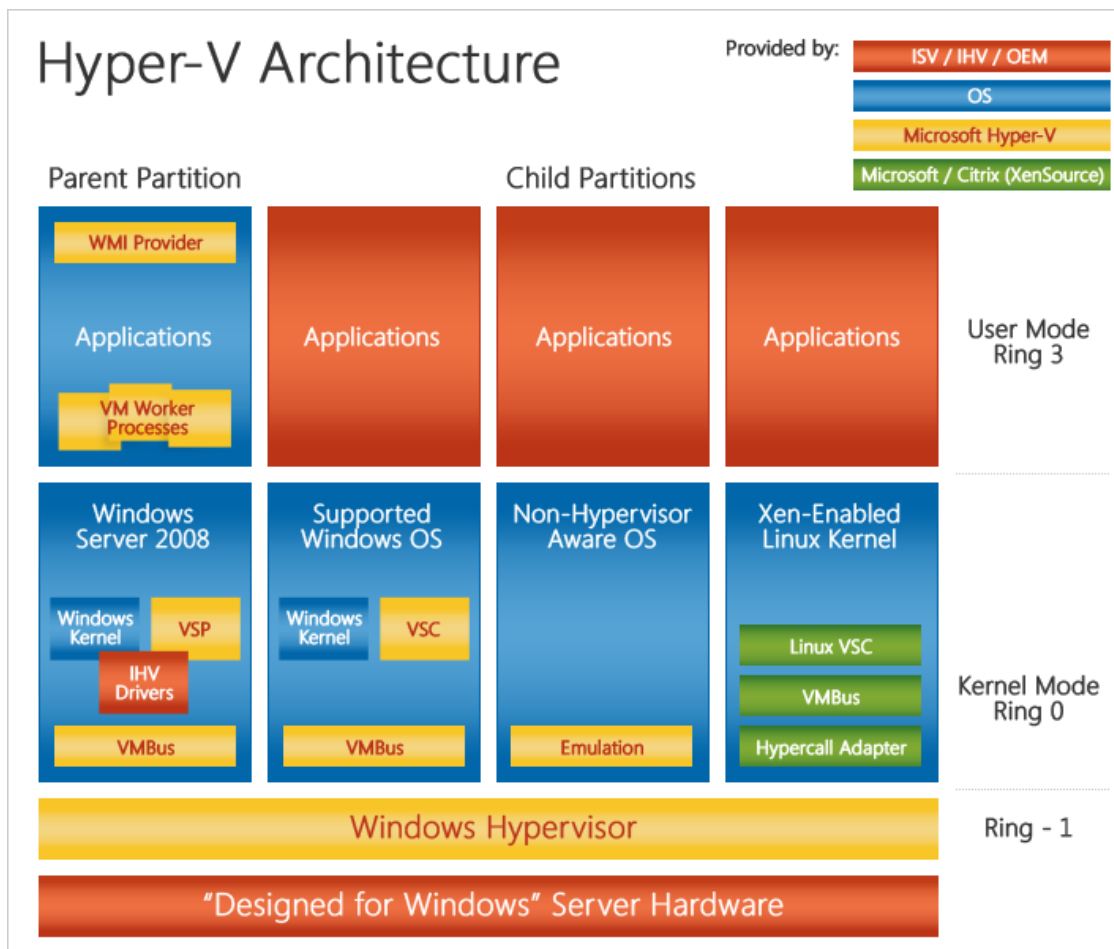 Hyper-V Architecture
Provided by:
ISV / IHV / OEM
OS
Microsoft Hyper-V
Microsoft / Citrix (XenSource)
Parent Partition
Child Partitions
WMI Provider
Applications
VM Worker
Processes
Applications
Applications
Applications
User Mode
Ring 3
Windows
Server 2008
Windows
Kernel
VSP
IHV
Drivers
VMBus
Supported
Windows OS
Windows
Kernel
VSC
VMBus
Non-Hypervisor
Aware OS
Emulation
Xen-Enabled
Linux Kernel
Linux VSC
VMBus
Hypercall Adapter
Kernel Mode
Ring 0
Windows Hypervisor
Ring - 1
“Designed for Windows” Server Hardware